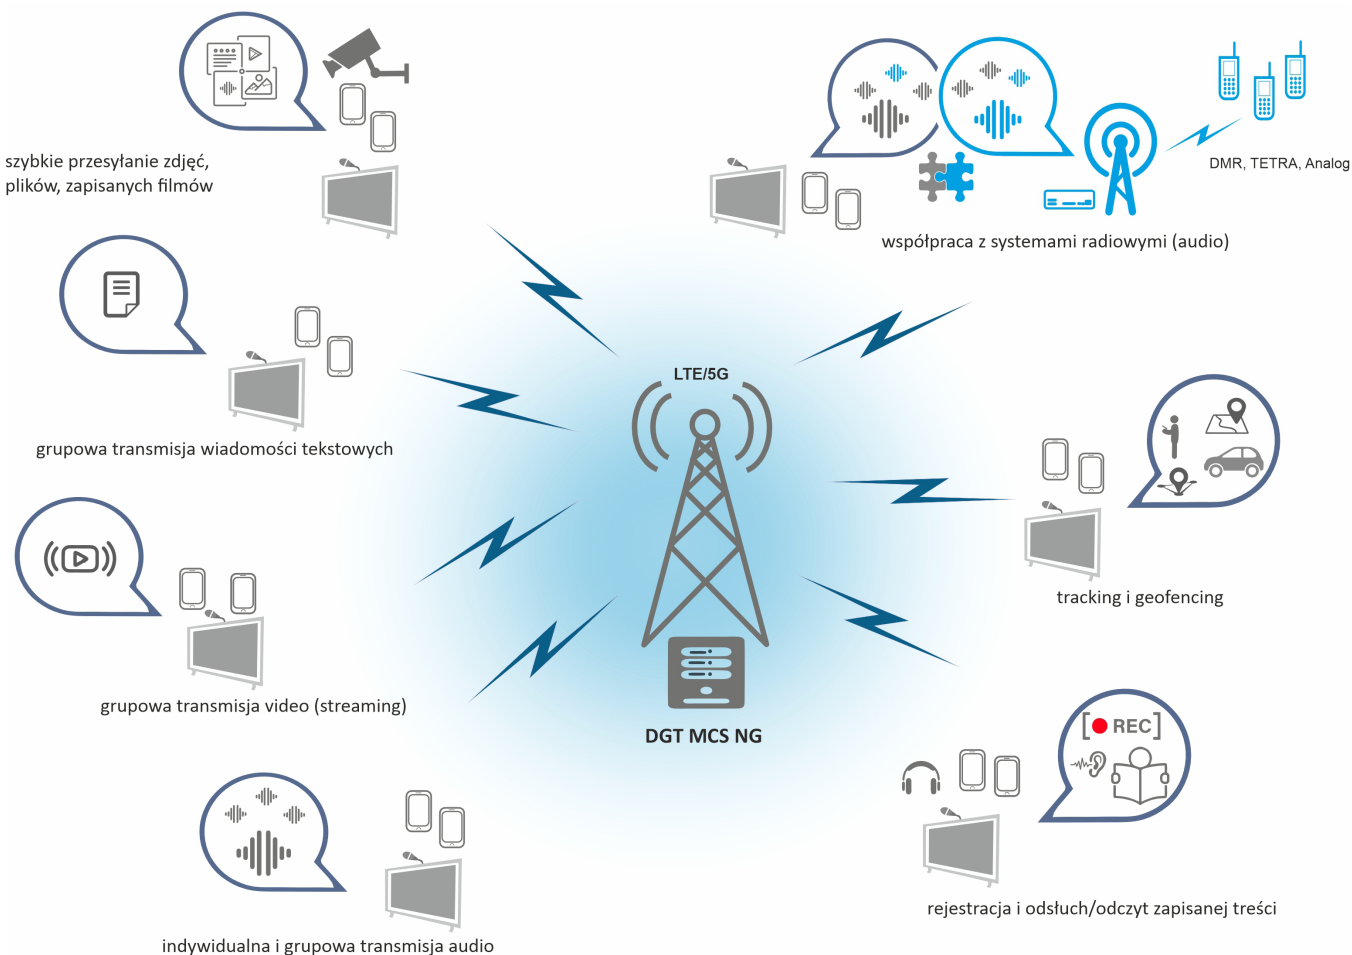 szybkie przesyłanie zdjęć,
plików, zapisanych filmów
DMR, TETRA, Analog
współpraca z systemami radiowymi (audio)
grupowa transmisja wiadomości tekstowych
LTE/5G
tracking i geofencing
grupowa transmisja video (streaming)
DGT MCS NG
[ REC]
rejestracja i odsłuch/odczyt zapisanej treści
indywidualna i grupowa transmisja audio